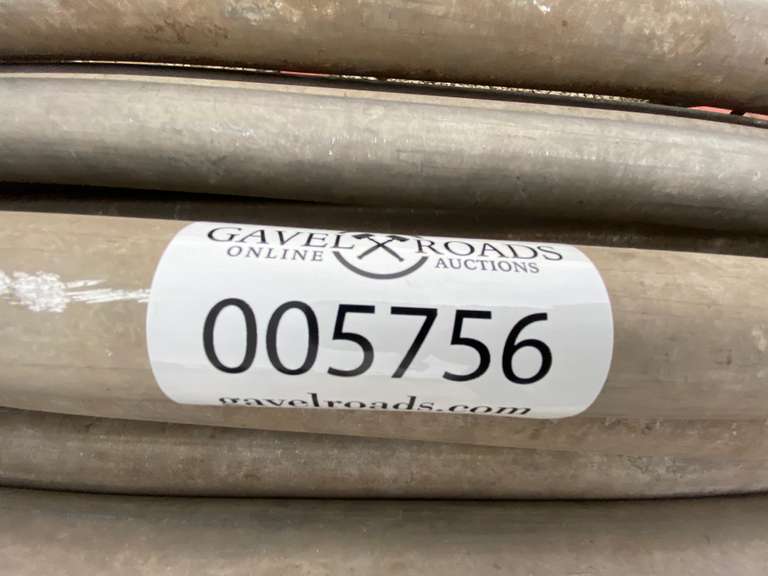 GAVEL ROADS
ONLINE AUCTIONS
005756
gavelroads.com